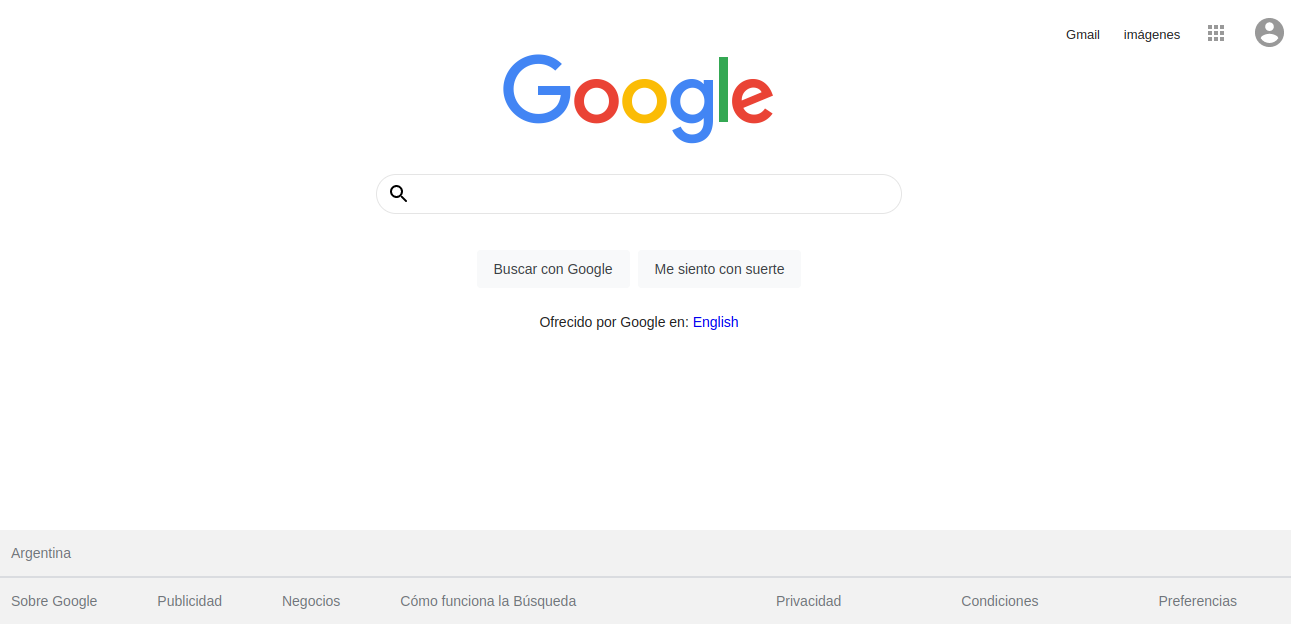 Gmail imágenes
Google
Buscar con Google Me siento con suerte
Ofrecido por Google en: English
Argentina
Sobre Google Publicidad Negocios Cómo funciona la Búsqueda Privacidad Condiciones Preferencias